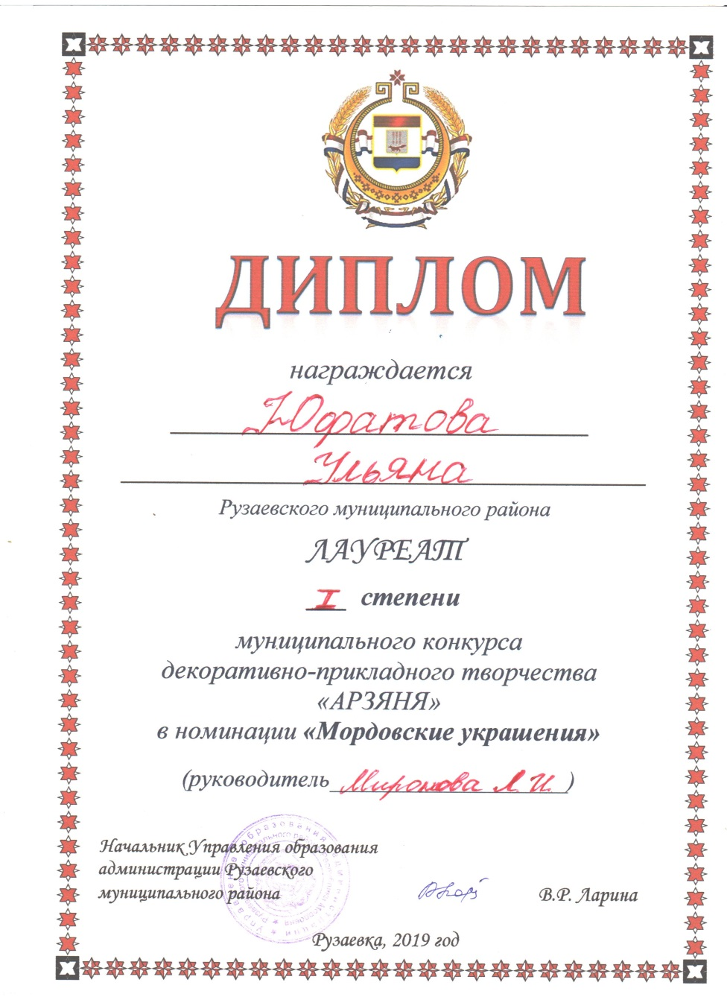 ДИПЛОМ
награждается
Юфатова
Ульяна
Рузаевского муниципального района
ЛАУРЕАТ
I степени
муниципального конкурса
декоративно-прикладного творчества
«АРЗЯНЯ»
в номинации «Мордовские украшения»
(руководитель Миронова Л.И.)
Начальник Управления образования
администрации Рузаевского
муниципального района
В.Р. Ларина
Рузаевка, 2019 год